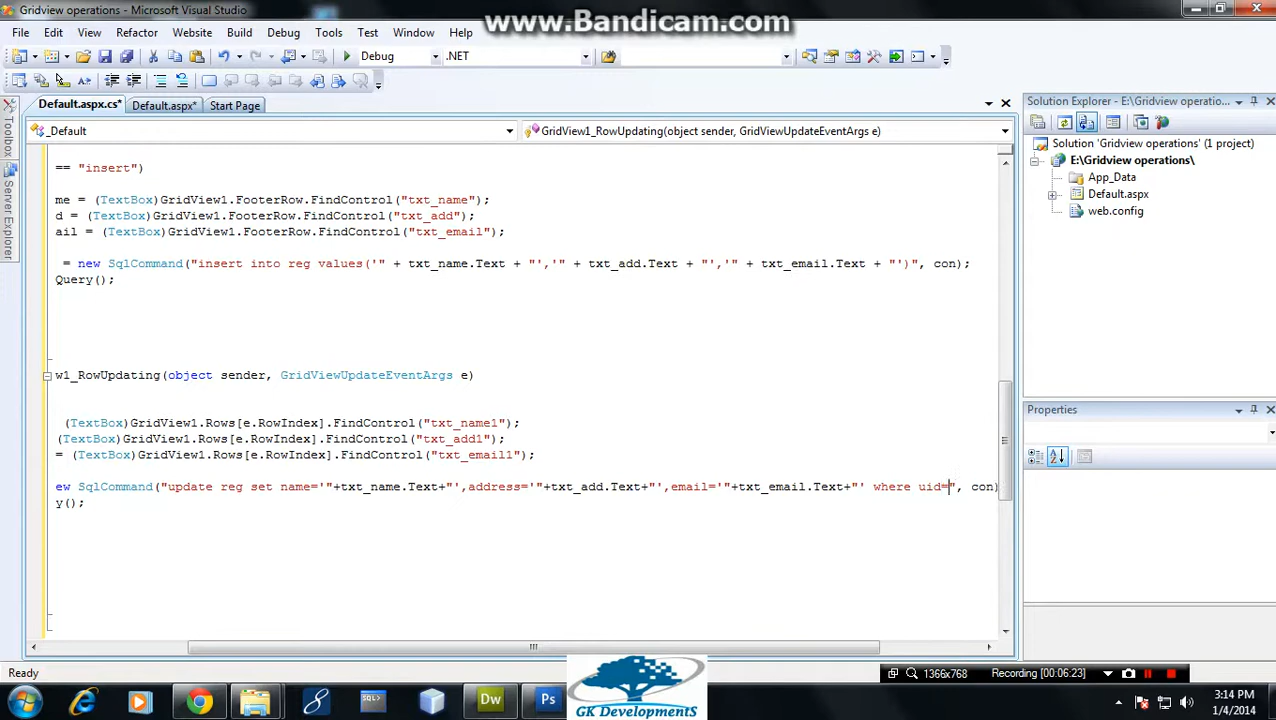 Gridview operations - Microsoft Visual Studio
www.Bandicam.com
File Edit View Refactor Website Build Debug Tools Test Window Help
Debug .NET
Default.aspx.cs* Default.aspx* Start Page
Solution Explorer - E:\Gridview operatio...
_Default GridView1_RowUpdating(object sender, GridViewUpdateEventArgs e)
Solution 'Gridview operations' (1 project)
E:\Gridview operations\
App_Data
Default.aspx
web.config
Toolbox
Server Explorer
== "insert")
me = (TextBox)GridView1.FooterRow.FindControl("txt_name");
d = (TextBox)GridView1.FooterRow.FindControl("txt_add");
ail = (TextBox)GridView1.FooterRow.FindControl("txt_email");
= new SqlCommand("insert into reg values('" + txt_name.Text + "','" + txt_add.Text + "','" + txt_email.Text + "')", con);
Query();
w1_RowUpdating(object sender, GridViewUpdateEventArgs e)
(TextBox)GridView1.Rows[e.RowIndex].FindControl("txt_name1");
(TextBox)GridView1.Rows[e.RowIndex].FindControl("txt_add1");
= (TextBox)GridView1.Rows[e.RowIndex].FindControl("txt_email1");
ew SqlCommand("update reg set name='"+txt_name.Text+"',address='"+txt_add.Text+"',email='"+txt_email.Text+"' where uid=", con)
y();
Properties
Ready
1366x768 Recording [00:06:23]
GK DevelopmentS
Dw
Ps
3:14 PM
1/4/2014